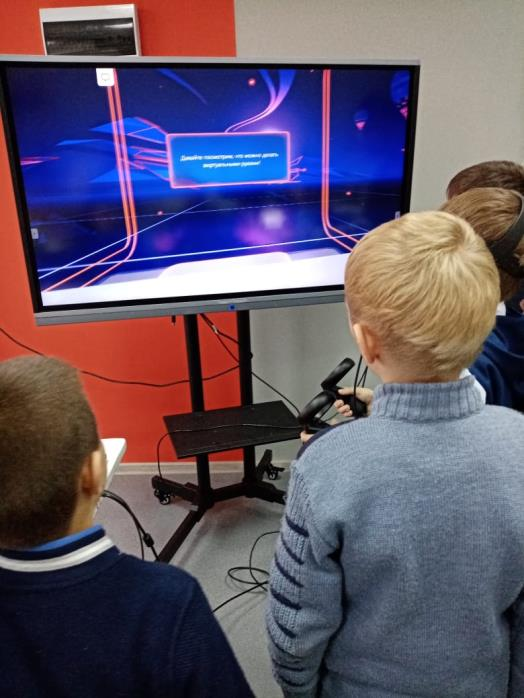 Давайте посмотрим, что можно делать
виртуальными руками!